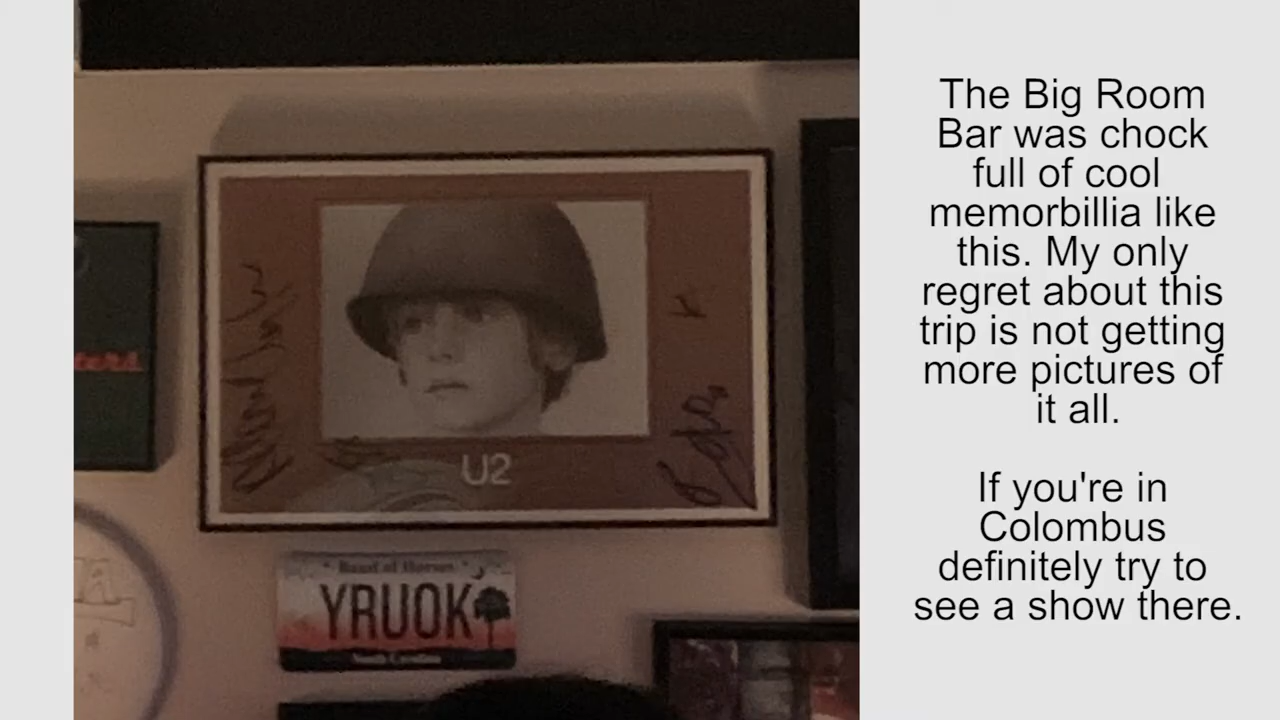 The Big Room
Bar was chock
full of cool
memorbillia like
this. My only
regret about this
trip is not getting
more pictures of
it all.
If you're in
Colombus
definitely try to
see a show there.
U2
Band of Horses
YRUOK
South Carolina